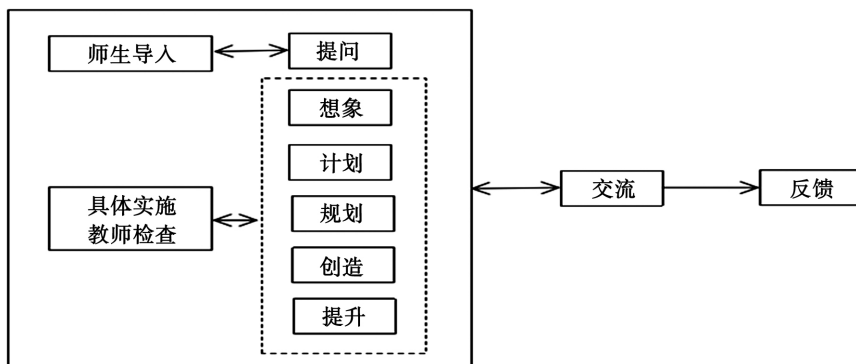 师生导入
提问
想象
计划
具体实施
教师检查
规划
创造
提升
交流
反馈